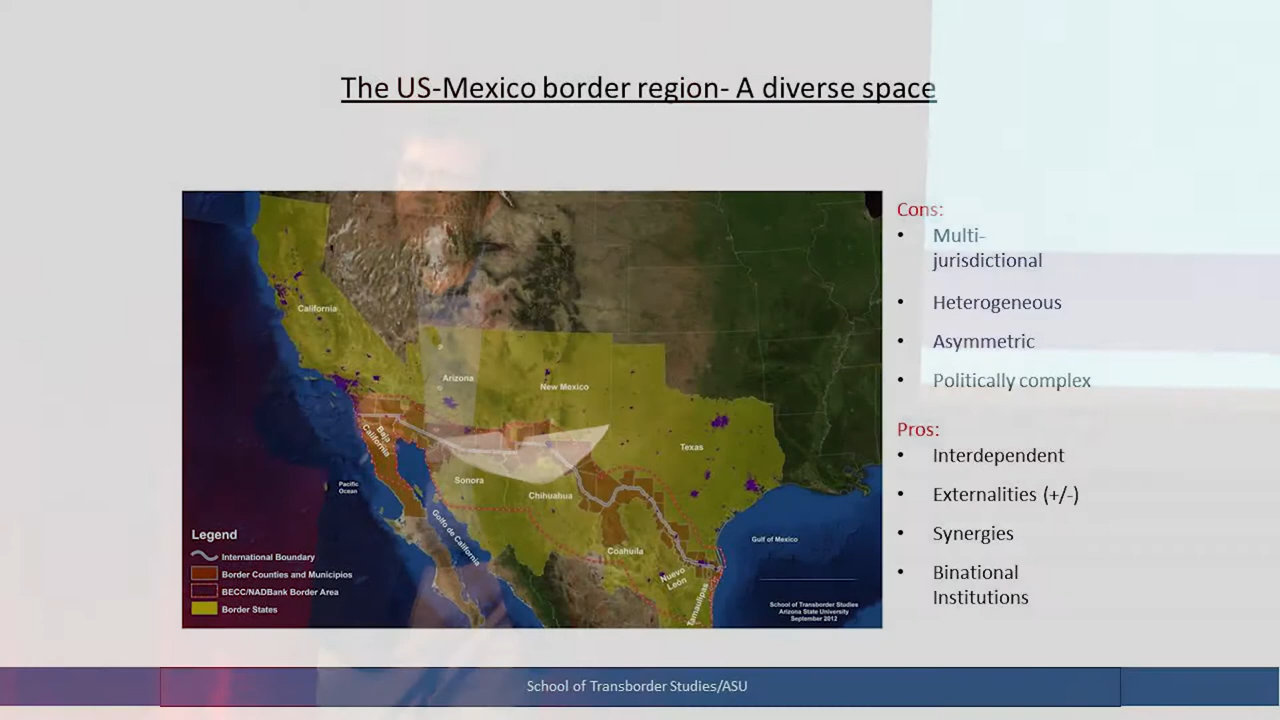 The US-Mexico border region- A diverse space
California
Arizona
New Mexico
Texas
Baja
California
Sonora
Chihuahua
Coahuila
Nuevo
León
Tamaulipas
Pacific
Ocean
Golfo de California
Gulf of Mexico
Legend
International Boundary
Border Counties and Municipios
BECC/NADBank Border Area
Border States
School of Transborder Studies
Arizona State University
September 2012
Cons:
• Multi-
jurisdictional
• Heterogeneous
• Asymmetric
• Politically complex
Pros:
• Interdependent
• Externalities (+/-)
• Synergies
• Binational
Institutions
School of Transborder Studies/ASU